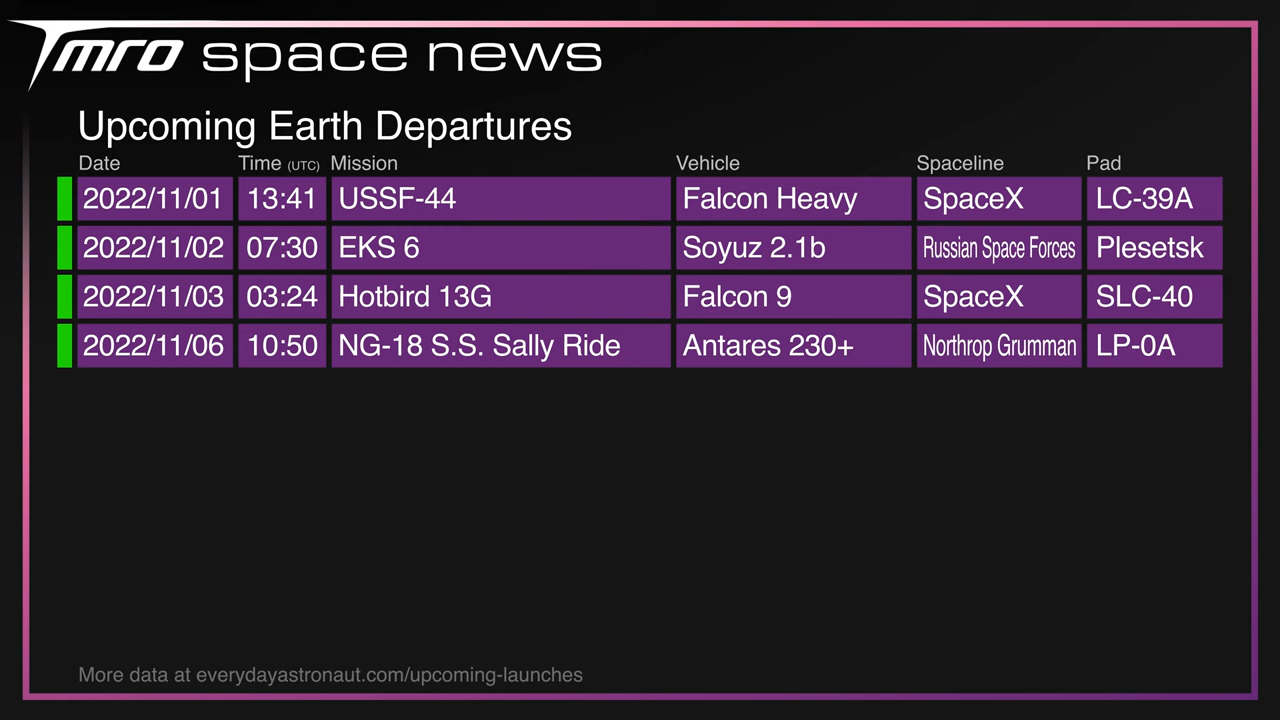 Tmro space news
Upcoming Earth Departures
Date Time (UTC) Mission Vehicle Spaceline Pad
2022/11/01 13:41 USSF-44 Falcon Heavy SpaceX LC-39A
2022/11/02 07:30 EKS 6 Soyuz 2.1b Russian Space Forces Plesetsk
2022/11/03 03:24 Hotbird 13G Falcon 9 SpaceX SLC-40
2022/11/06 10:50 NG-18 S.S. Sally Ride Antares 230+ Northrop Grumman LP-0A
More data at everydayastronaut.com/upcoming-launches